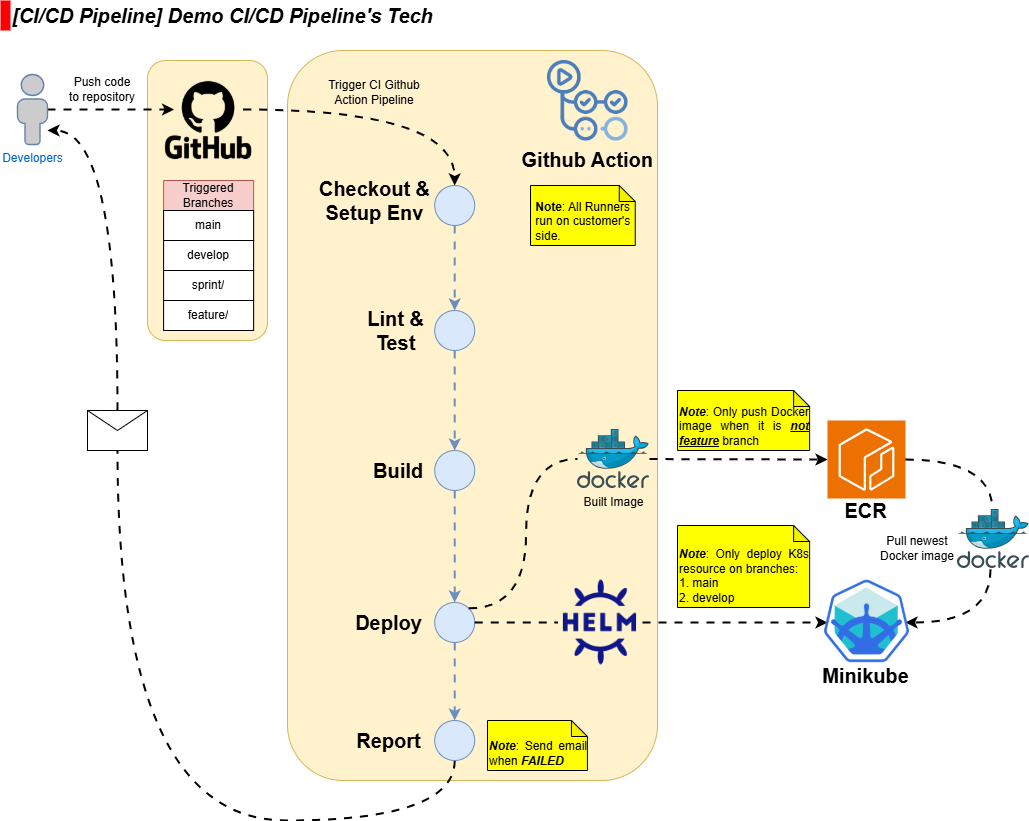 [CI/CD Pipeline] Demo CI/CD Pipeline's Tech
Push code
to repository
Developers
GitHub
Triggered
Branches
main
develop
sprint/
feature/
Trigger CI Github
Action Pipeline
Github Action
Note: All Runners
run on customer's
side.
Checkout &
Setup Env
Lint &
Test
Build
Deploy
Report
Note: Send email
when FAILED
docker
Built Image
HELM
Note: Only push Docker
image when it is not
feature branch
ECR
Pull newest
Docker image
docker
Note: Only deploy K8s
resource on branches:
1. main
2. develop
Minikube